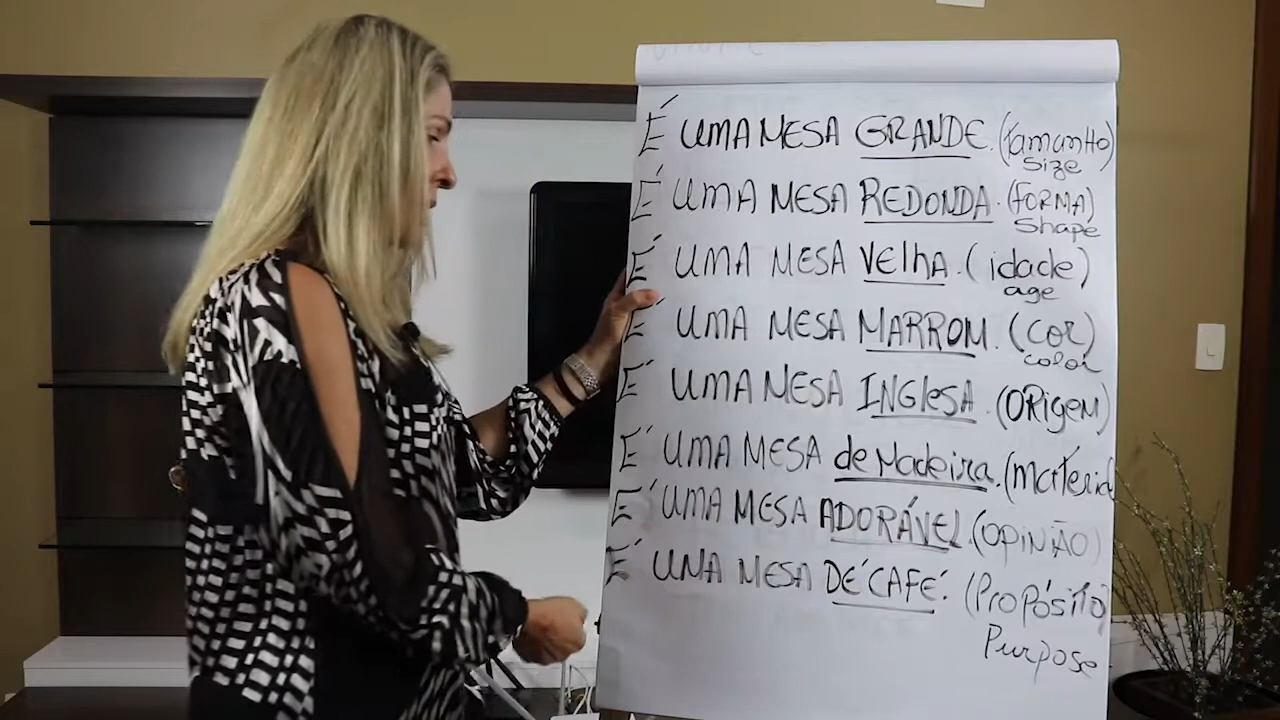 É UMA MESA GRANDE. (TAMANHO)
Size
É UMA MESA REDONDA. (FORMA)
Shape
É UMA MESA VELHA. (idade)
age
É UMA MESA MARROM. (COR)
color
É UMA MESA INGLESA. (ORIGEM)
É UMA MESA de Madeira. (material
É UMA MESA ADORÁVEL. (OPINIÃO)
É UMA MESA DE CAFÉ. (PROPÓSITO)
Purpose